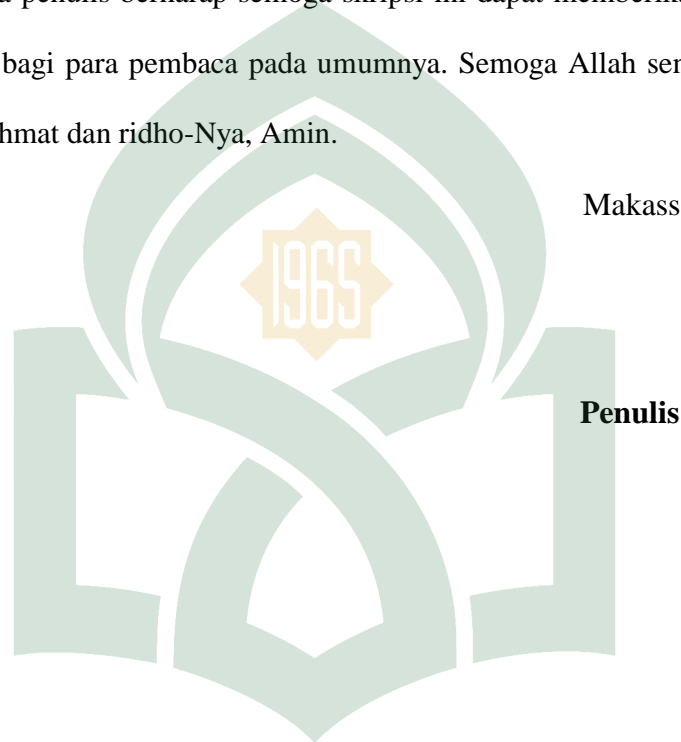 penulis berharap semoga skripsi ini dapat memberika
bagi para pembaca pada umumnya. Semoga Allah sen
hmat dan ridho-Nya, Amin.
Makass
1965
Penulis